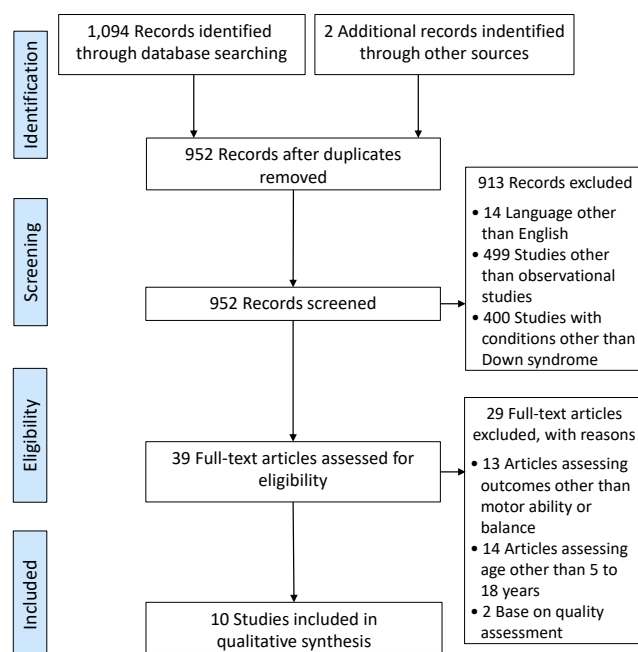 Identification
1,094 Records identified
through database searching
2 Additional records indentified
through other sources
952 Records after duplicates
removed
Screening
913 Records excluded
• 14 Language other
than English
• 499 Studies other
than observational
studies
• 400 Studies with
conditions other than
Down syndrome
952 Records screened
Eligibility
39 Full-text articles assessed for
eligibility
29 Full-text articles
excluded, with reasons
• 13 Articles assessing
outcomes other than
motor ability or
balance
• 14 Articles assessing
age other than 5 to
18 years
• 2 Base on quality
assessment
Included
10 Studies included in
qualitative synthesis